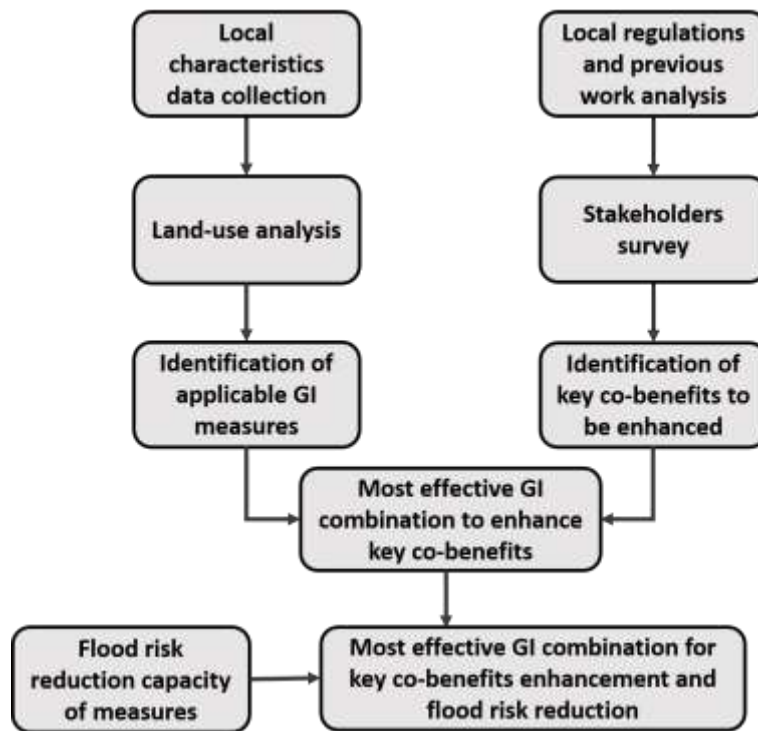 Local
characteristics
data collection
Local regulations
and previous
work analysis
Land-use analysis
Stakeholders
survey
Identification of
applicable GI
measures
Identification of
key co-benefits to
be enhanced
Most effective GI
combination to enhance
key co-benefits
Flood risk
reduction capacity
of measures
Most effective GI combination for
key co-benefits enhancement and
flood risk reduction